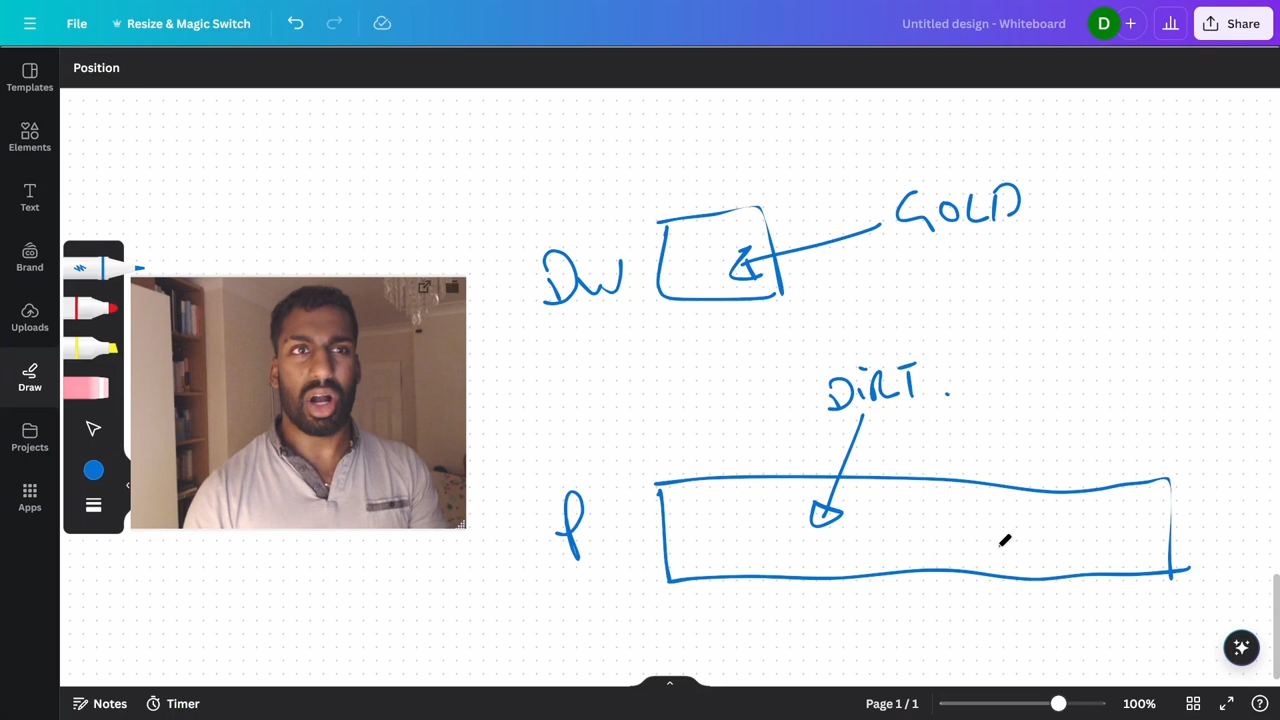 File
Resize & Magic Switch
Untitled design - Whiteboard
D
+
Share
Position
Templates
Elements
Text
Brand
Uploads
Draw
Projects
Apps
GOLD
DW
DiRT .
P
Notes
Timer
Page 1 / 1
100%